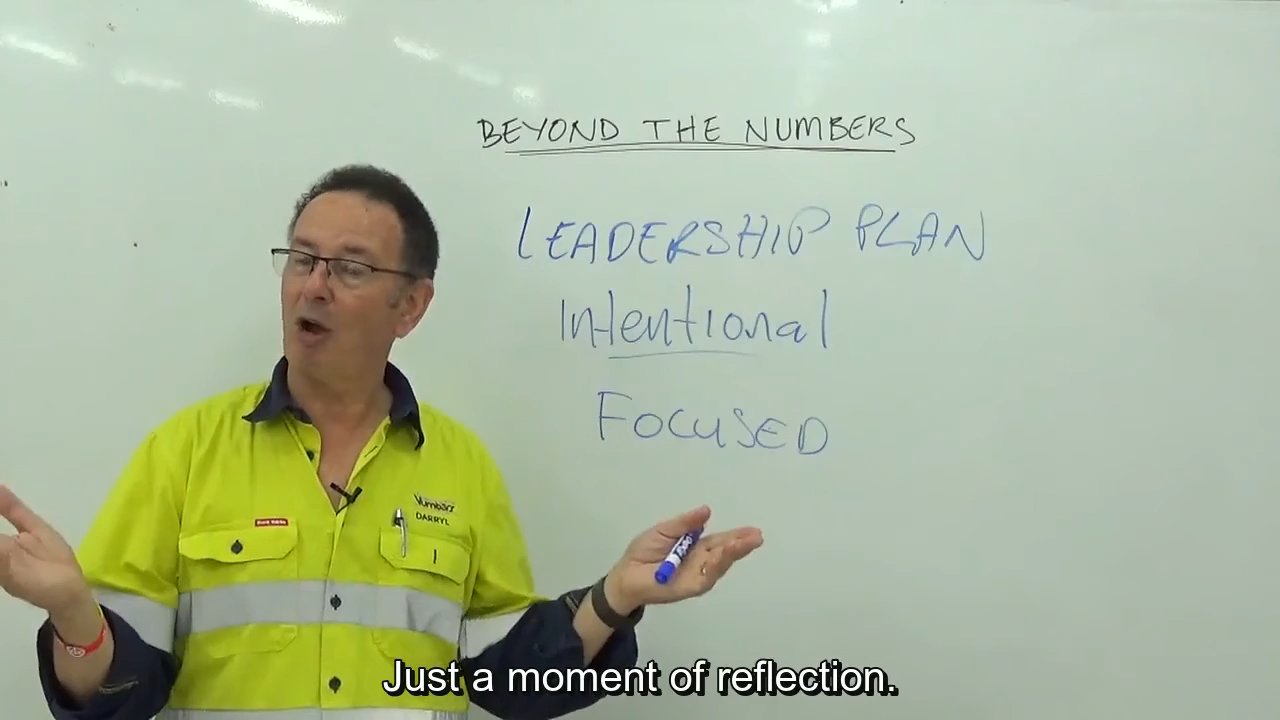 BEYOND THE NUMBERS
LEADERSHIP PLAN
Intentional
FOCUSED
DARRYL
Just a moment of reflection.